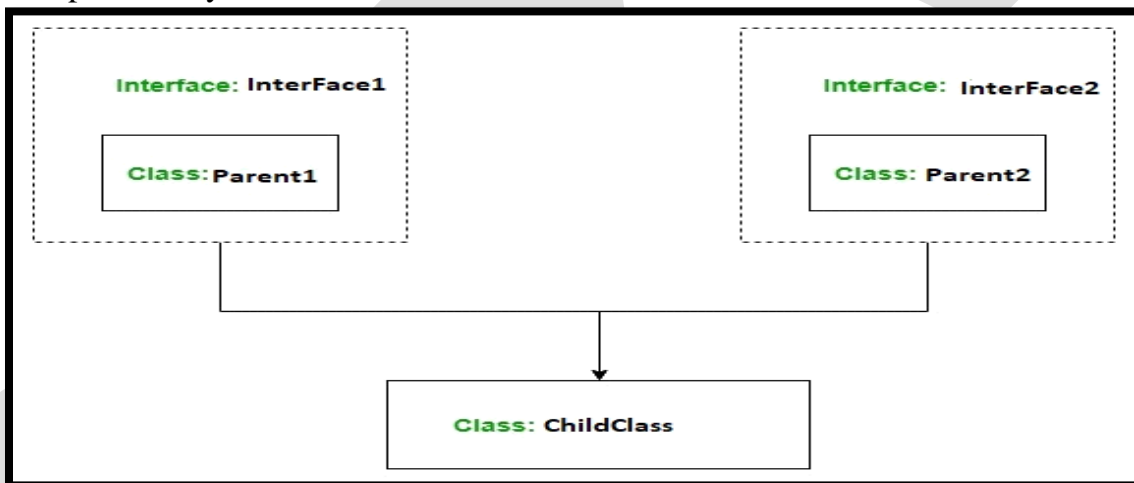 Interface: InterFace1
Interface: InterFace2
Class: Parent1
Class: Parent2
Class: ChildClass